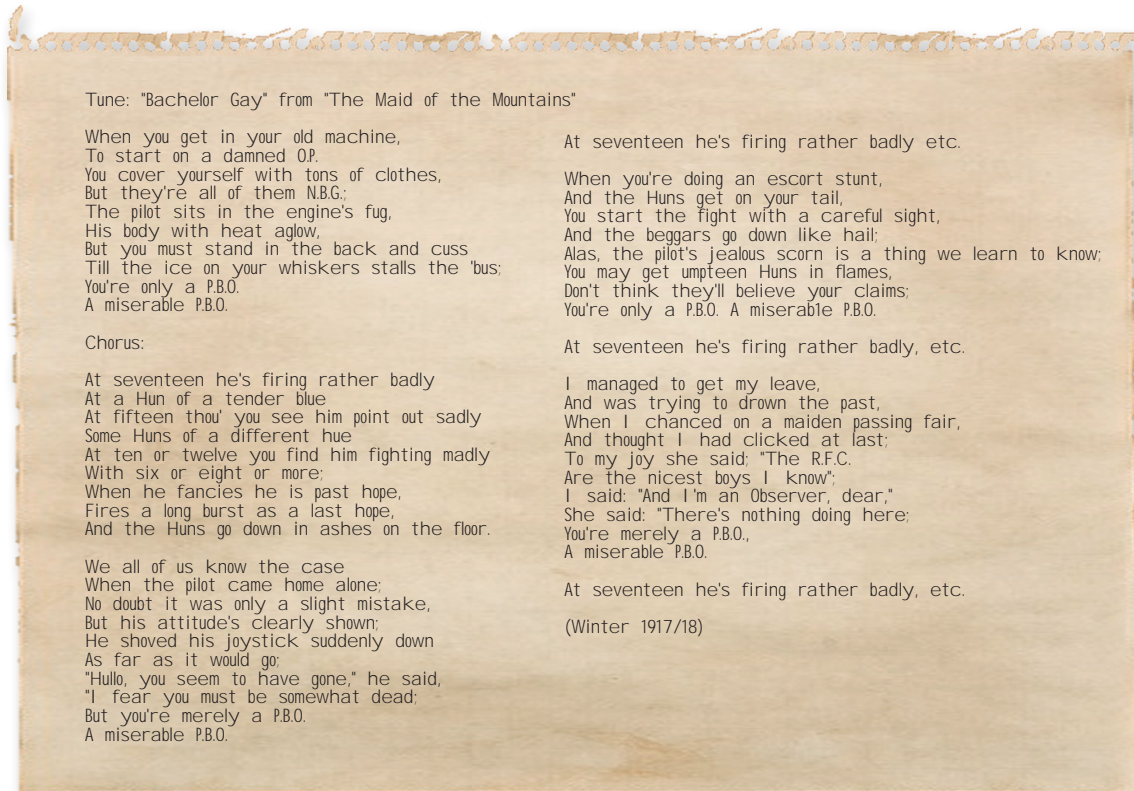 Tune: "Bachelor Gay" from "The Maid of the Mountains"
When you get in your old machine,
To start on a damned O.P.
You cover yourself with tons of clothes,
But they're all of them N.B.G.;
The pilot sits in the engine's fug,
His body with heat aglow,
But you must stand in the back and cuss
Till the ice on your whiskers stalls the 'bus;
You're only a P.B.O.
A miserable P.B.O.
Chorus:
At seventeen he's firing rather badly
At a Hun of a tender blue
At fifteen thou' you see him point out sadly
Some Huns of a different hue
At ten or twelve you find him fighting madly
With six or eight or more;
When he fancies he is past hope,
Fires a long burst as a last hope,
And the Huns go down in ashes on the floor.
We all of us know the case
When the pilot came home alone;
No doubt it was only a slight mistake,
But his attitude's clearly shown;
He shoved his joystick suddenly down
As far as it would go;
"Hullo, you seem to have gone," he said,
"I fear you must be somewhat dead;
But you're merely a P.B.O.
A miserable P.B.O.
At seventeen he's firing rather badly etc.
When you're doing an escort stunt,
And the Huns get on your tail,
You start the fight with a careful sight,
And the beggars go down like hail;
Alas, the pilot's jealous scorn is a thing we learn to know;
You may get umpteen Huns in flames,
Don't think they'll believe your claims;
You're only a P.B.O. A miserab1e P.B.O.
At seventeen he's firing rather badly, etc.
I managed to get my leave,
And was trying to drown the past,
When I chanced on a maiden passing fair,
And thought I had clicked at last;
To my joy she said; "The R.F.C.
Are the nicest boys I know";
I said: "And I'm an Observer, dear,"
She said: "There's nothing doing here;
You're merely a P.B.O.,
A miserable P.B.O.
At seventeen he's firing rather badly, etc.
(Winter 1917/18)